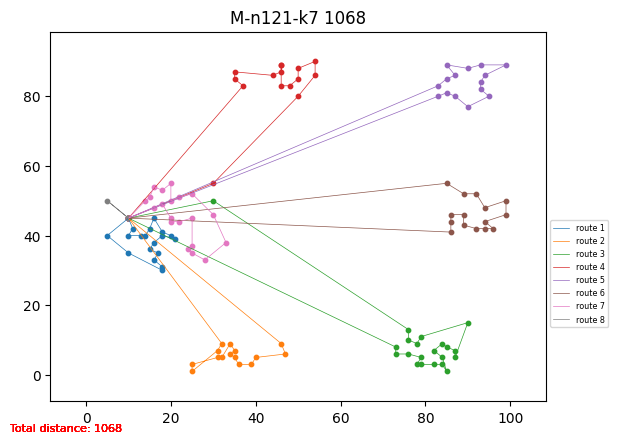 M-n121-k7 1068
80
60
40
20
0
0
20
40
60
80
100
route 1
route 2
route 3
route 4
route 5
route 6
route 7
route 8
Total distance: 1068